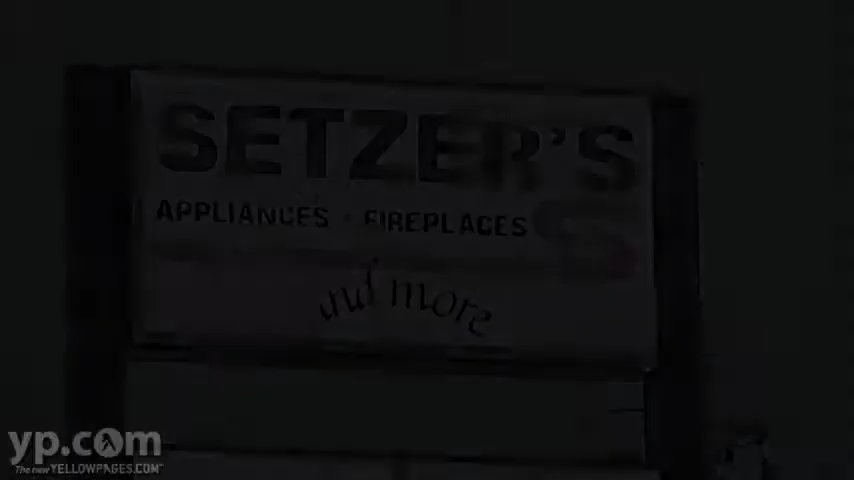 SETZER'S
APPLIANCES · FIREPLACES
and more
yp.com
The new YELLOWPAGES.COM